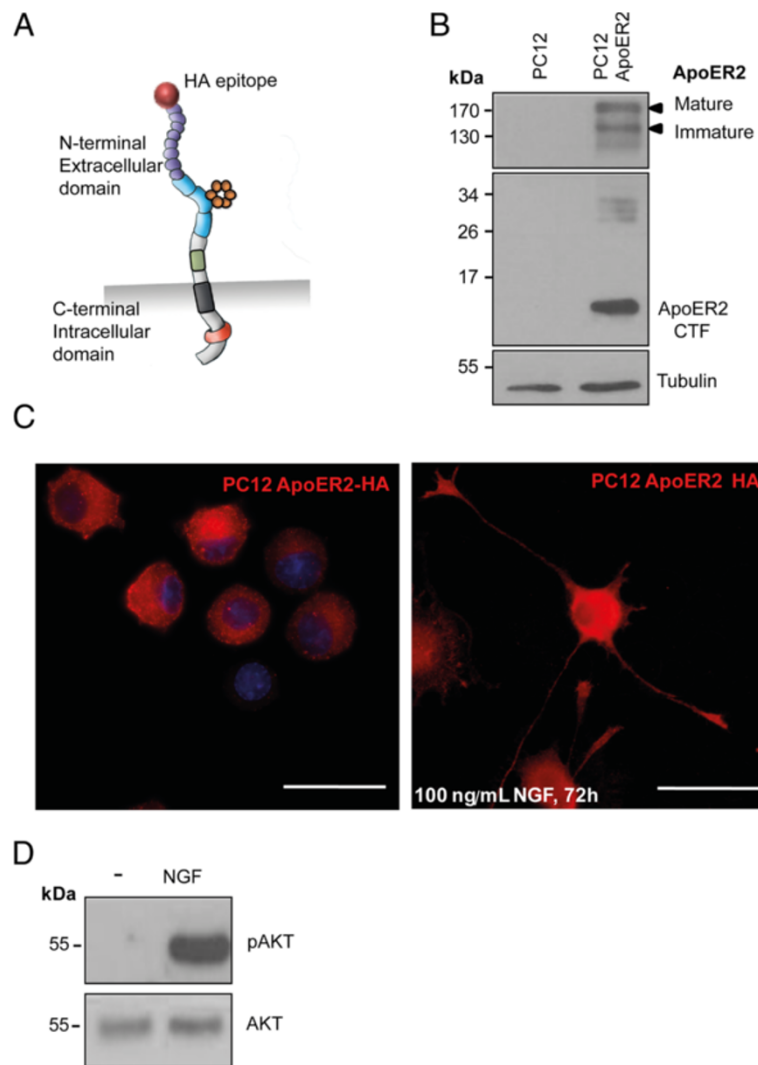 A
HA epitope
N-terminal
Extracellular
domain
C-terminal
Intracellular
domain
B
kDa
PC12
PC12
ApoER2
ApoER2
170
130
Mature
Immature
34
26
17
ApoER2
CTF
55
Tubulin
C
PC12 ApoER2-HA
PC12 ApoER2 HA
100 ng/mL NGF, 72h
D
- NGF
kDa
55
pAKT
55
AKT